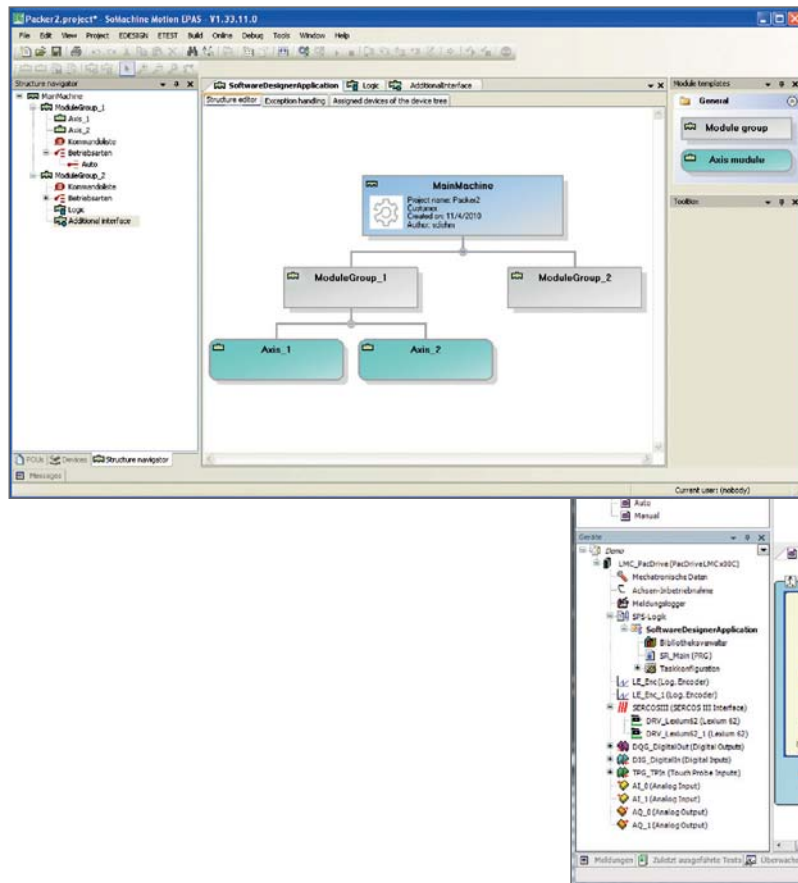 Packer2.project* - SoMachine Motion EPAS - V1.33.11.0
File Edit View Project EDESIGN ETEST Build Online Debug Tools Window Help
Structure navigator
MainMachine
ModuleGroup_1
Axis_1
Axis_2
Kommandoliste
Betriebsarten
Auto
ModuleGroup_2
Kommandoliste
Betriebsarten
Logic
Additional interface
POUs Devices Structure navigator
Messages
SoftwareDesignerApplication Logic AdditionalInterface
Structure editor Exception handling Assigned devices of the device tree
MainMachine
Project name: Packer2
Customer:
Created on: 11/4/2010
Author:
ModuleGroup_1
ModuleGroup_2
Axis_1
Axis_2
Module templates
General
Module group
Axis module
Toolbox
Current user: (nobody)
Auto
Manual
Geräte
Demo
LMC_PacDrive (PacDriveLMCx00C)
Mechatronische Daten
Achsen-Inbetriebnahme
Meldungslogger
SPS-Logik
SoftwareDesignerApplication
Bibliotheksverwalter
SR_Main (PRG)
Taskkonfiguration
LE_Enc (Log. Encoder)
LE_Enc_1 (Log. Encoder)
SERCOSIII (SERCOS III Interface)
DRV_Lexium62 (Lexium 62)
DRV_Lexium62_1 (Lexium 62)
DQG_DigitalOut (Digital Outputs)
DIG_DigitalIn (Digital Inputs)
TPG_TPIn (Touch Probe Inputs)
AI_0 (Analog Input)
AI_1 (Analog Input)
AQ_0 (Analog Output)
AQ_1 (Analog Output)
Meldungen Zuletzt ausgeführte Tests Überwache